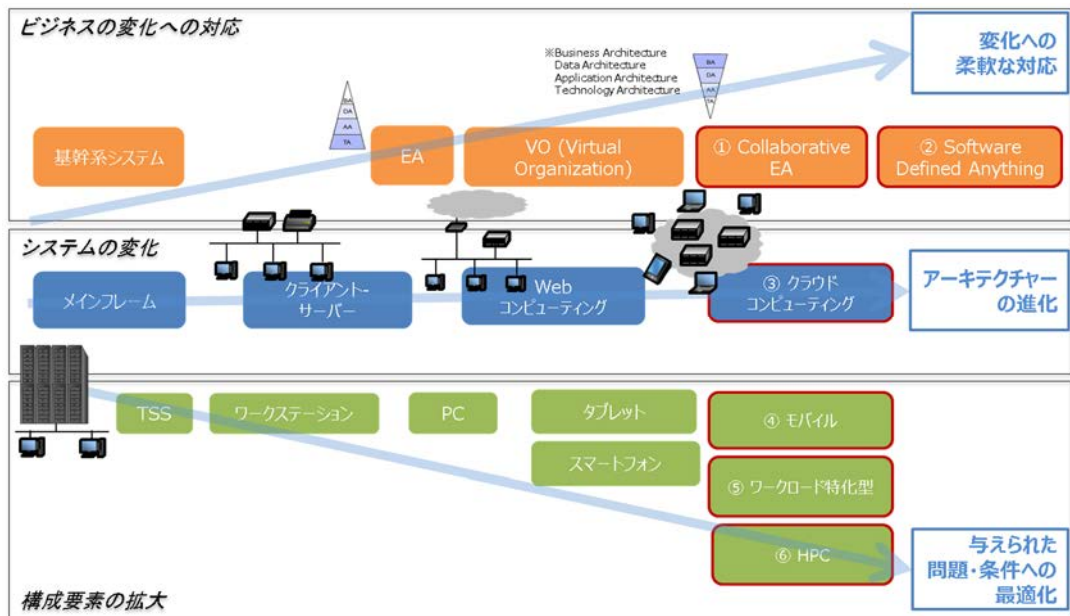 ビジネスの変化への対応
※Business Architecture
Data Architecture
Application Architecture
Technology Architecture
BA
DA
AA
TA
BA
DA
AA
TA
変化への
柔軟な対応
基幹系システム
EA
VO (Virtual
Organization)
① Collaborative
EA
② Software
Defined Anything
システムの変化
メインフレーム
クライアント-
サーバー
Web
コンピューティング
③ クラウド
コンピューティング
アーキテクチャー
の進化
TSS
ワークステーション
PC
タブレット
スマートフォン
④ モバイル
⑤ ワークロード特化型
⑥ HPC
与えられた
問題・条件への
最適化
構成要素の拡大